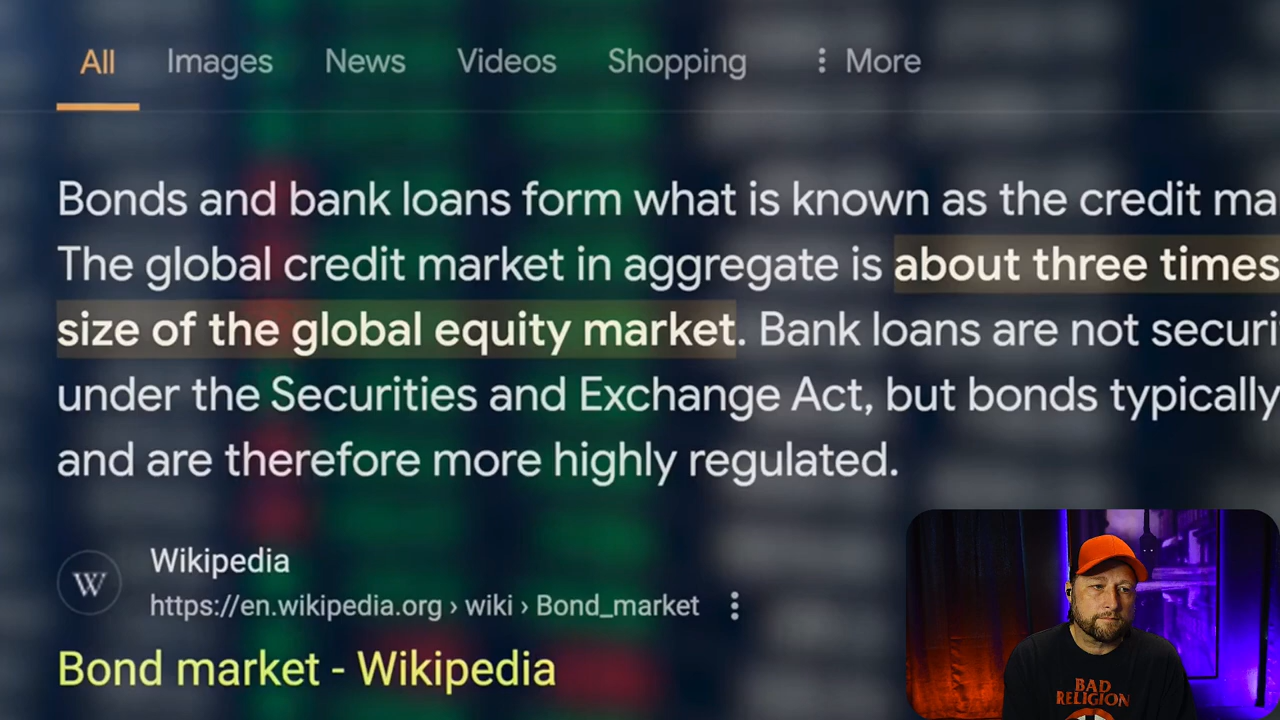 All Images News Videos Shopping More
Bonds and bank loans form what is known as the credit ma
The global credit market in aggregate is about three times
size of the global equity market. Bank loans are not securi
under the Securities and Exchange Act, but bonds typically
and are therefore more highly regulated.
W
Wikipedia
https://en.wikipedia.org › wiki › Bond_market
Bond market - Wikipedia
BAD
RELIGION